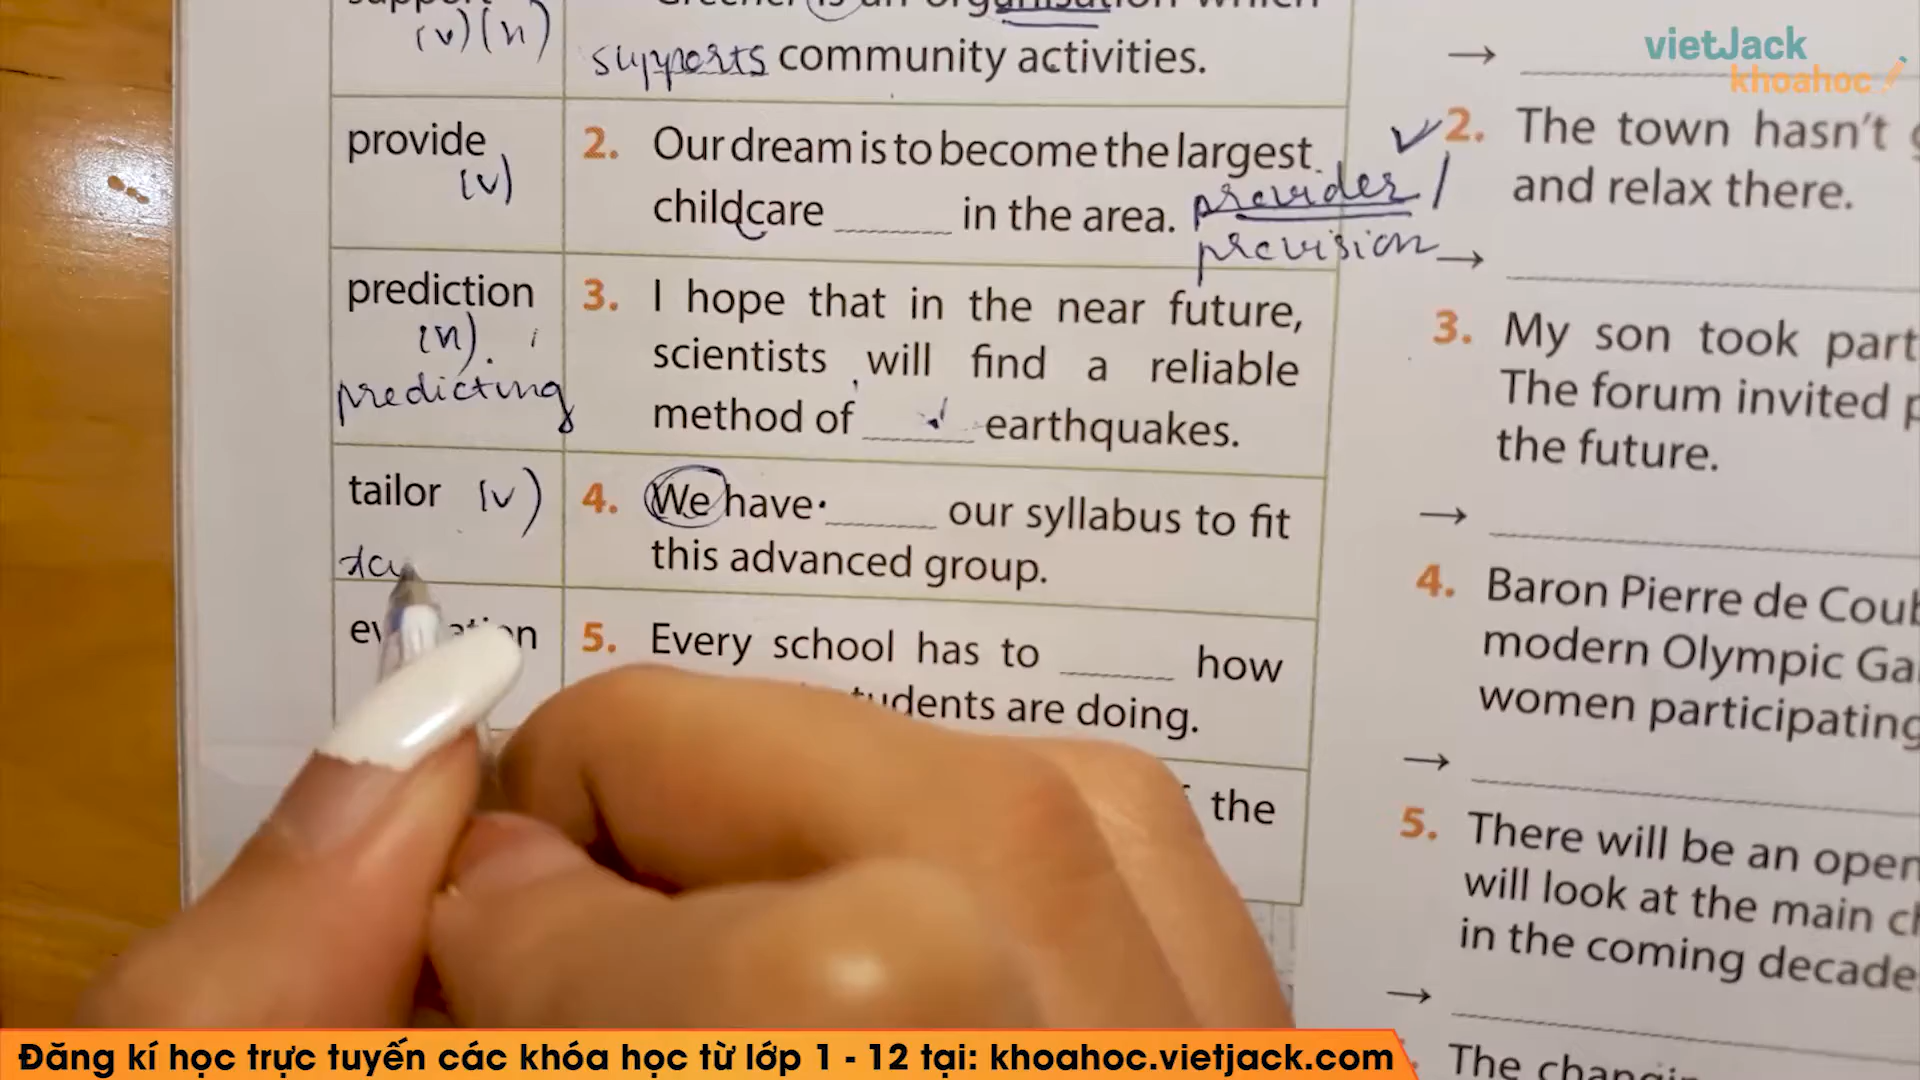 (v)(n)
supports community activities.
provide
(v)
2. Our dream is to become the largest
childcare ______ in the area.
provider /
provision
prediction
(n).
predicting
3. I hope that in the near future,
scientists will find a reliable
method of ______ earthquakes.
tailor (v)
4. We have ______ our syllabus to fit
this advanced group.
5. Every school has to ______ how
students are doing.
the
→
2. The town hasn't
and relax there.
→
3. My son took part
The forum invited
the future.
→
4. Baron Pierre de
modern Olympic
women participating
→
5. There will be an open
will look at the main
in the coming
→
The
vietJack
khoahoc
Đăng kí học trực tuyến các khóa học từ lớp 1 - 12 tại: khoahoc.vietjack.com